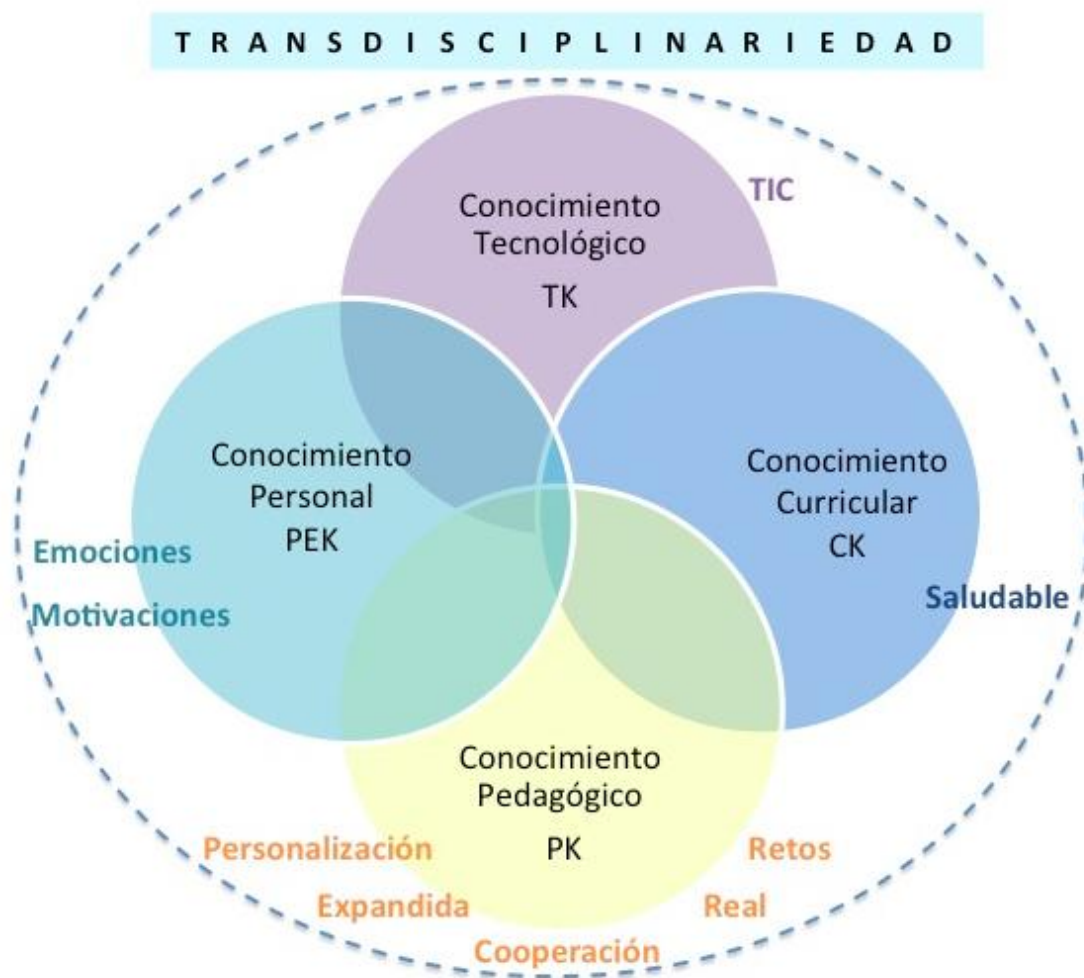 TRANSDISCIPLINARIEDAD
TIC
Conocimiento
Tecnológico
TK
Conocimiento
Personal
PEK
Conocimiento
Curricular
CK
Emociones
Motivaciones
Saludable
Conocimiento
Pedagógico
PK
Personalización
Retos
Expandida
Real
Cooperación